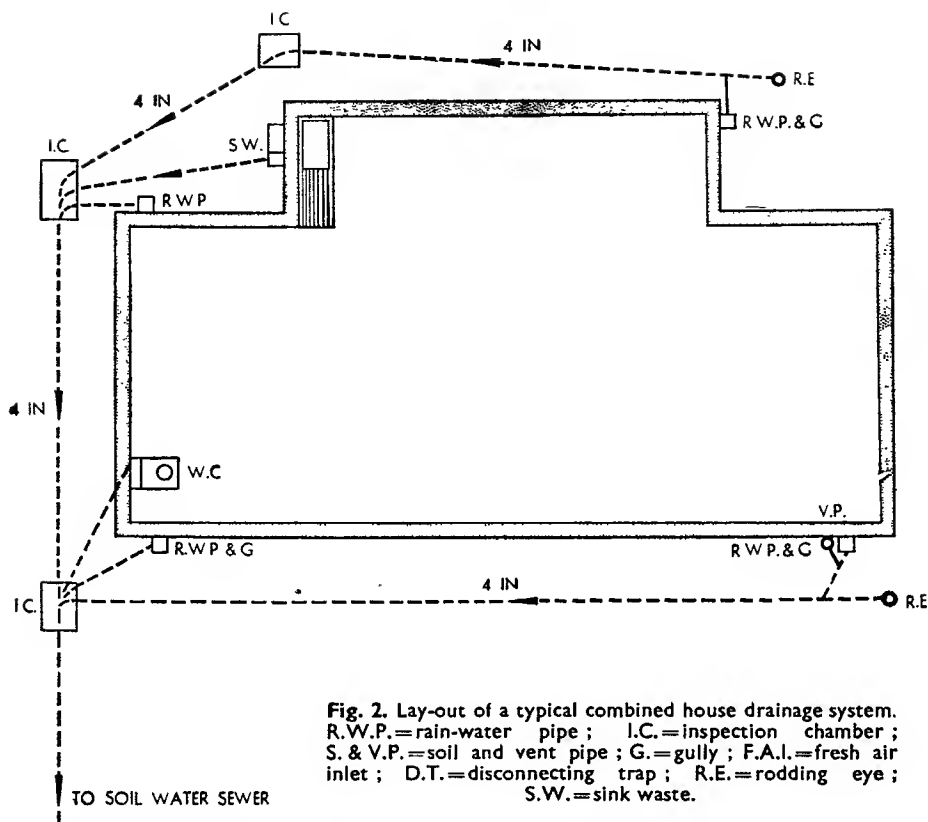 I.C
4 IN
R.E
4 IN
R.W.P.&G
I.C
S W.
R W P
4 IN
W.C
V.P.
R.W P & G
R W P. & G
I C.
4 IN
R.E
Fig. 2. Lay-out of a typical combined house drainage system.
R.W.P.=rain-water pipe ; I.C.=inspection chamber ;
S. & V.P.=soil and vent pipe ; G.=gully ; F.A.I.=fresh air
inlet ; D.T.=disconnecting trap ; R.E.=rodding eye ;
S.W.=sink waste.
TO SOIL WATER SEWER